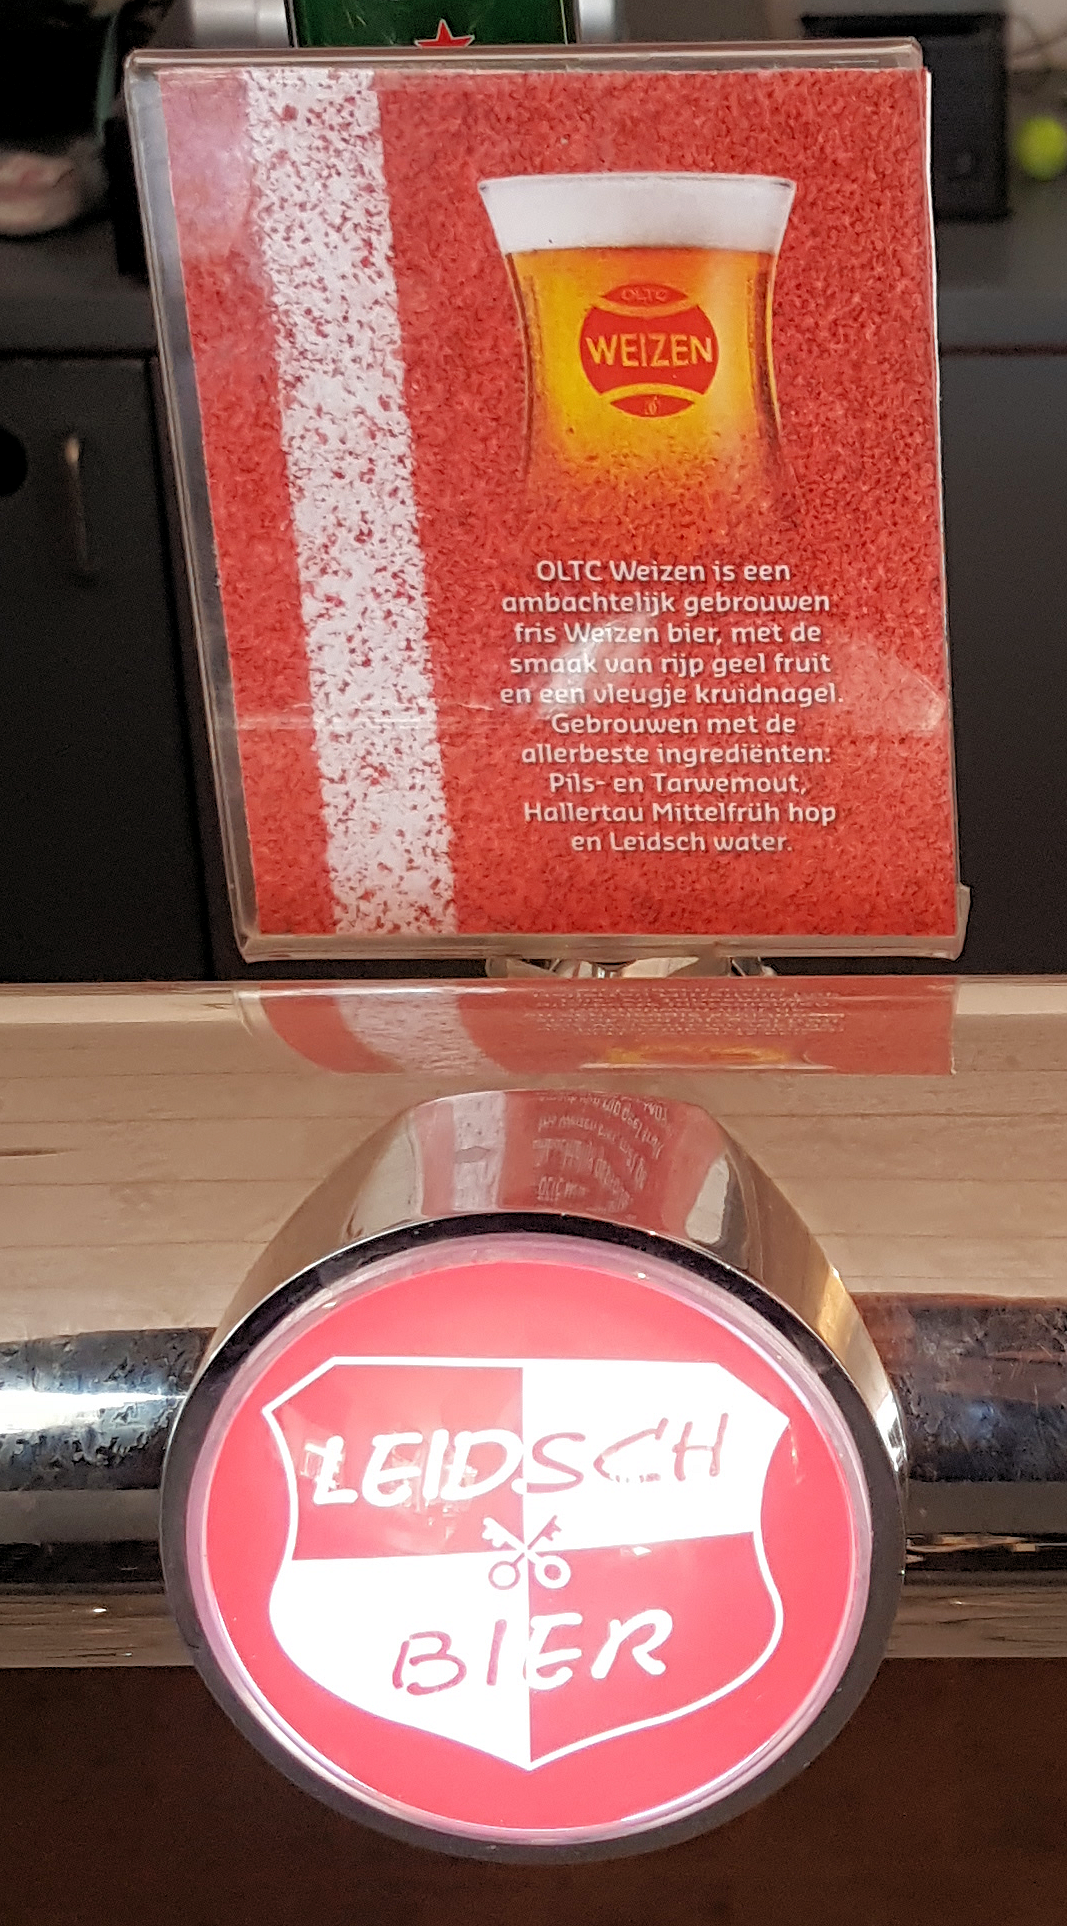 OLTC
WEIZEN
OLTC Weizen is een
ambachtelijk gebrouwen
fris Weizen bier, met de
smaak van rijp geel fruit
en een vleugje kruidnagel.
Gebrouwen met de
allerbeste ingrediënten:
Pils- en Tarwemout,
Hallertau Mittelfrüh hop
en Leidsch water.
LEIDSCH
BIER